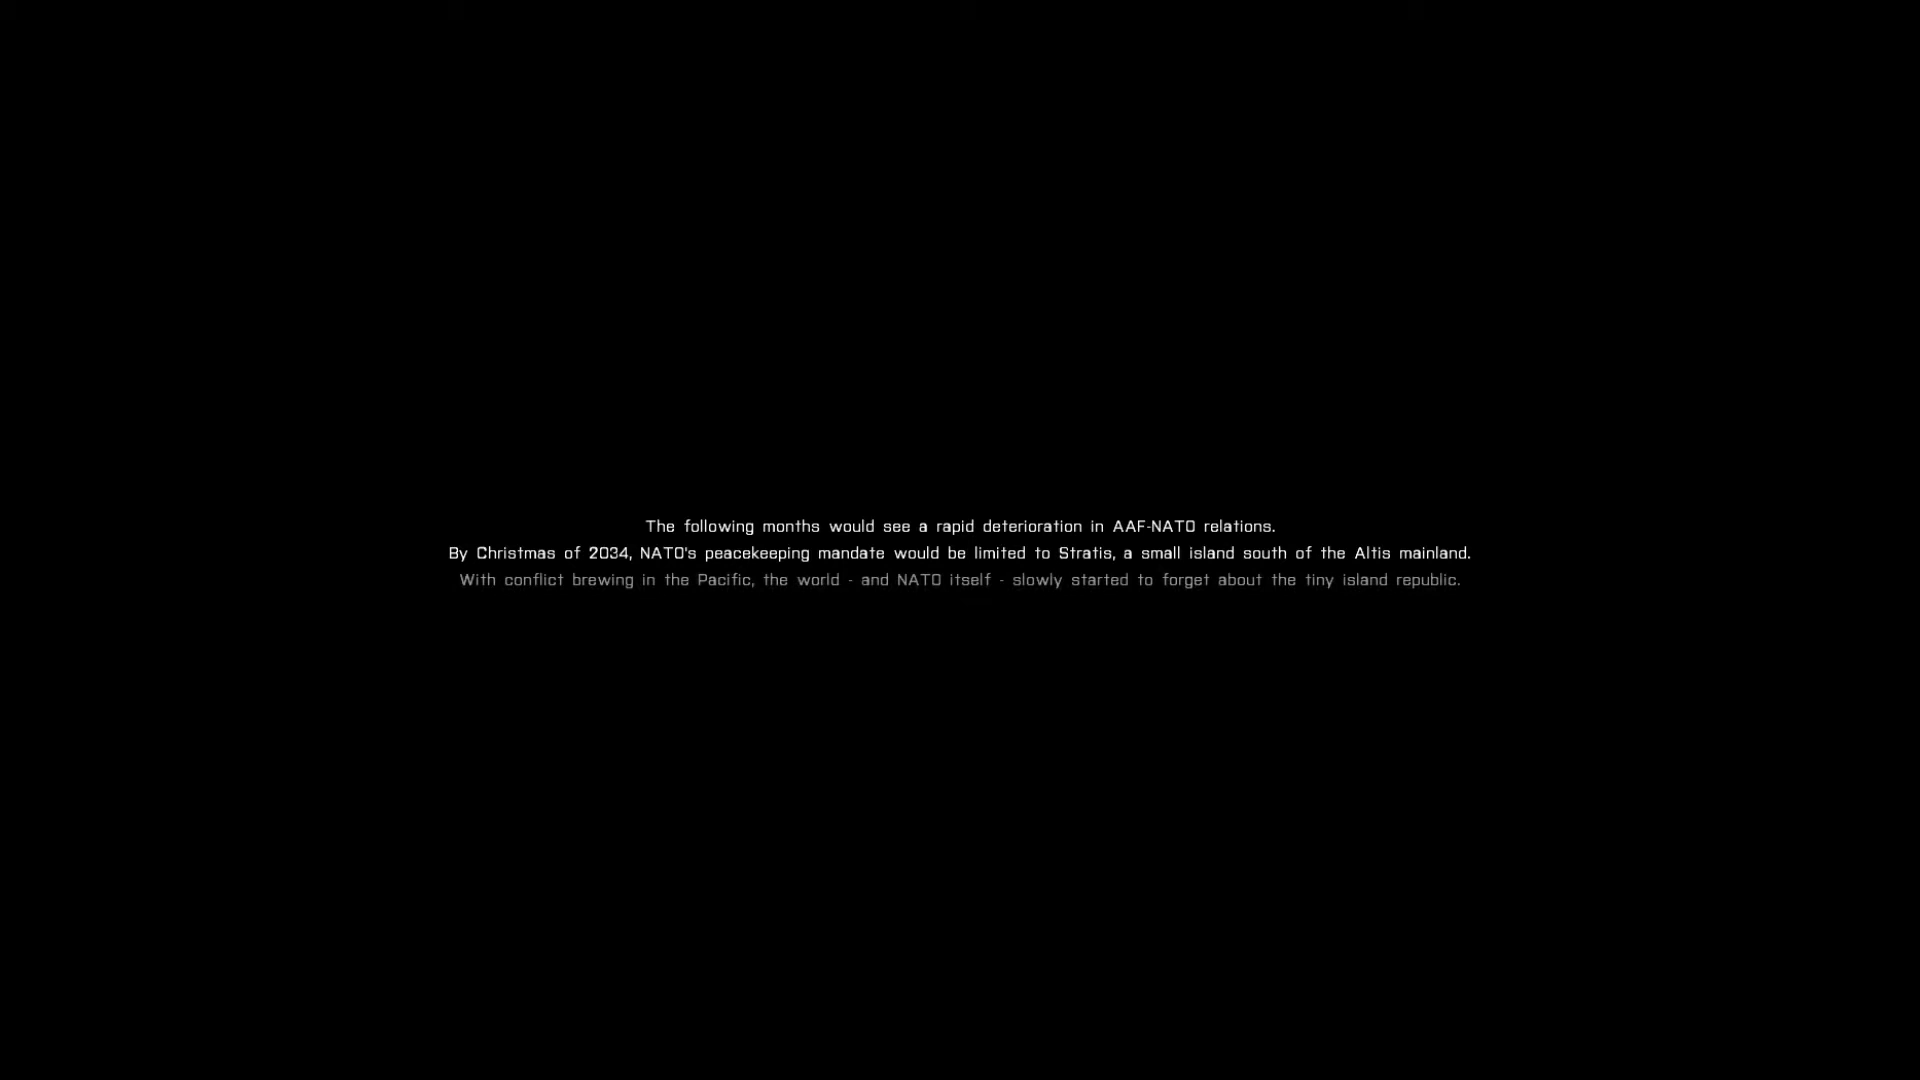 The following months would see a rapid deterioration in AAF-NATO relations.
By Christmas of 2034, NATO's peacekeeping mandate would be limited to Stratis, a small island south of the Altis mainland.
With conflict brewing in the Pacific, the world - and NATO itself - slowly started to forget about the tiny island republic.